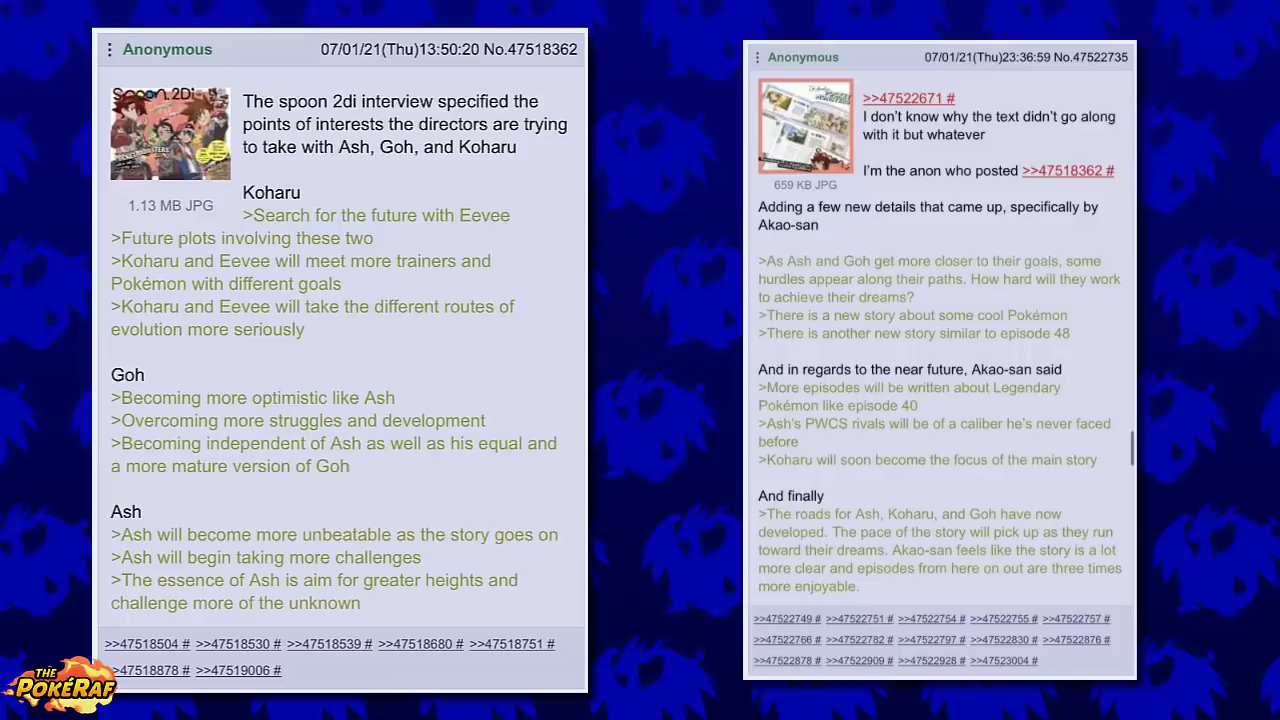 Anonymous
07/01/21(Thu)13:50:20 No.47518362
Spoon.2Di
The spoon 2di interview specified the
points of interests the directors are trying
to take with Ash, Goh, and Koharu
1.13 MB JPG
Koharu
>Search for the future with Eevee
>Future plots involving these two
>Koharu and Eevee will meet more trainers and
Pokémon with different goals
>Koharu and Eevee will take the different routes of
evolution more seriously
Goh
>Becoming more optimistic like Ash
>Overcoming more struggles and development
>Becoming independent of Ash as well as his equal and
a more mature version of Goh
Ash
>Ash will become more unbeatable as the story goes on
>Ash will begin taking more challenges
>The essence of Ash is aim for greater heights and
challenge more of the unknown
>>47518504 # >>47518530 # >>47518539 # >>47518680 # >>47518751 #
>47518878 # >>47519006 #
THE
POKÉRAF
Anonymous
07/01/21(Thu)23:36:59 No.47522735
>>47522671 #
I don't know why the text didn't go along
with it but whatever
I'm the anon who posted >>47518362 #
659 KB JPG
Adding a few new details that came up, specifically by
Akao-san
>As Ash and Goh get more closer to their goals, some
hurdles appear along their paths. How hard will they work
to achieve their dreams?
>There is a new story about some cool Pokémon
>There is another new story similar to episode 48
And in regards to the near future, Akao-san said
>More episodes will be written about Legendary
Pokémon like episode 40
>Ash's PWCS rivals will be of a caliber he's never faced
before
>Koharu will soon become the focus of the main story
And finally
>The roads for Ash, Koharu, and Goh have now
developed. The pace of the story will pick up as they run
toward their dreams. Akao-san feels like the story is a lot
more clear and episodes from here on out are three times
more enjoyable.
>>47522749 # >>47522751 # >>47522754 # >>47522755 # >>47522757 #
>>47522766 # >>47522782 # >>47522797 # >>47522830 # >>47522876 #
>>47522878 # >>47522909 # >>47522928 # >>47523004 #